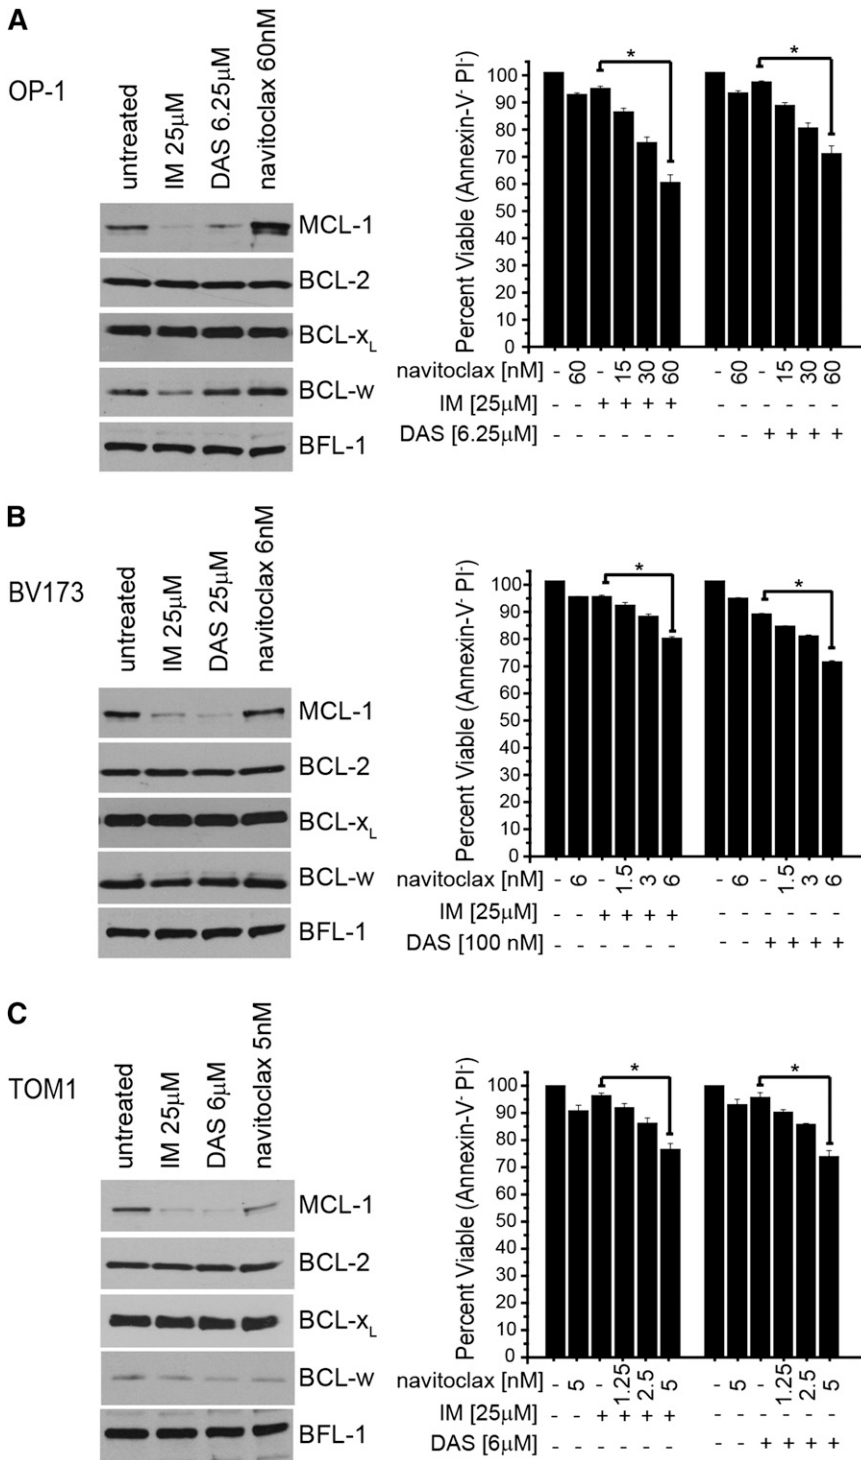 A
OP-1
untreated
IM 25μM
DAS 6.25μM
navitoclax 60nM
MCL-1
BCL-2
BCL-xL
BCL-w
BFL-1
Percent Viable (Annexin-V- PI-)
100
90
80
70
60
50
40
30
20
10
0
*
*
navitoclax [nM] - 60 - 15 30 60 - 60 - 15 30 60
IM [25μM] - - + + + + - - - - - -
DAS [6.25μM] - - - - - - - - + + + +
B
BV173
untreated
IM 25μM
DAS 25μM
navitoclax 6nM
MCL-1
BCL-2
BCL-xL
BCL-w
BFL-1
Percent Viable (Annexin-V- PI-)
100
90
80
70
60
50
40
30
20
10
0
*
*
navitoclax [nM] - 6 - 1.5 3 6 - 6 - 1.5 3 6
IM [25μM] - - + + + + - - - - - -
DAS [100 nM] - - - - - - - - + + + +
C
TOM1
untreated
IM 25μM
DAS 6μM
navitoclax 5nM
MCL-1
BCL-2
BCL-xL
BCL-w
BFL-1
Percent Viable (Annexin-V- PI-)
100
90
80
70
60
50
40
30
20
10
0
*
*
navitoclax [nM] - 5 - 1.25 2.5 5 - 5 - 1.25 2.5 5
IM [25μM] - - + + + + - - - - - -
DAS [6μM] - - - - - - - - + + + +